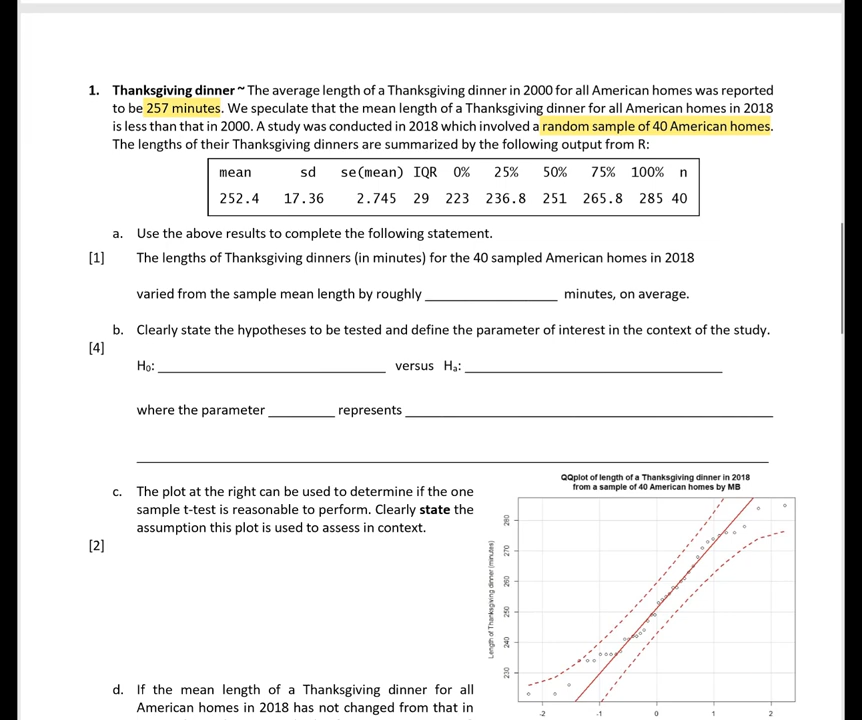 1. Thanksgiving dinner ~ The average length of a Thanksgiving dinner in 2000 for all American homes was reported
to be 257 minutes. We speculate that the mean length of a Thanksgiving dinner for all American homes in 2018
is less than that in 2000. A study was conducted in 2018 which involved a random sample of 40 American homes.
The lengths of their Thanksgiving dinners are summarized by the following output from R:
mean sd se(mean) IQR 0% 25% 50% 75% 100% n
252.4 17.36 2.745 29 223 236.8 251 265.8 285 40
a. Use the above results to complete the following statement.
[1] The lengths of Thanksgiving dinners (in minutes) for the 40 sampled American homes in 2018
varied from the sample mean length by roughly ______________ minutes, on average.
b. Clearly state the hypotheses to be tested and define the parameter of interest in the context of the study.
[4]
H₀: ______________ versus Hₐ: ______________
where the parameter ________ represents ______________
c. The plot at the right can be used to determine if the one
sample t-test is reasonable to perform. Clearly state the
assumption this plot is used to assess in context.
[2]
QQplot of length of a Thanksgiving dinner in 2018
from a sample of 40 American homes by MB
Length of Thanksgiving dinner (minutes)
280
270
260
250
240
230
-2 -1 0 1 2
d. If the mean length of a Thanksgiving dinner for all
American homes in 2018 has not changed from that in